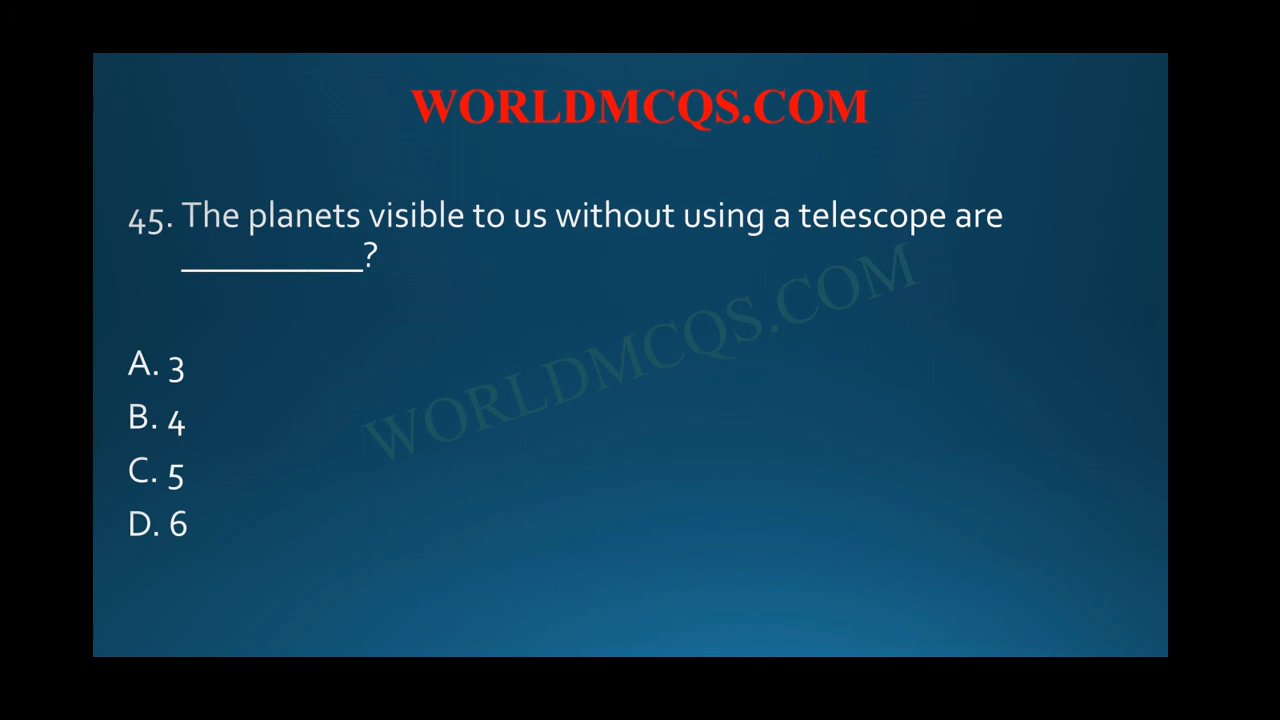 WORLDMCQS.COM
45. The planets visible to us without using a telescope are
__________?
WORLDMCQS.COM
A. 3
B. 4
C. 5
D. 6